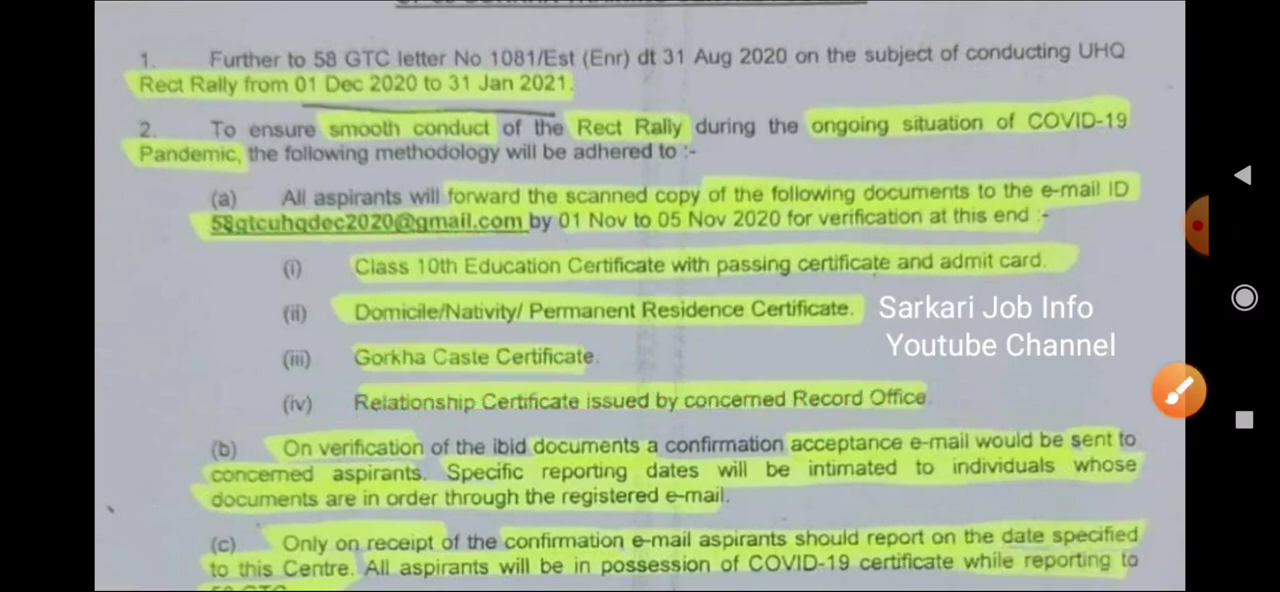 1. Further to 58 GTC letter No 1081/Est (Enr) dt 31 Aug 2020 on the subject of conducting UHQ
Rect Rally from 01 Dec 2020 to 31 Jan 2021.
2. To ensure smooth conduct of the Rect Rally during the ongoing situation of COVID-19
Pandemic, the following methodology will be adhered to :-
(a) All aspirants will forward the scanned copy of the following documents to the e-mail ID
58gtcuhqdec2020@gmail.com by 01 Nov to 05 Nov 2020 for verification at this end :-
(i) Class 10th Education Certificate with passing certificate and admit card.
(ii) Domicile/Nativity/ Permanent Residence Certificate.
(iii) Gorkha Caste Certificate.
(iv) Relationship Certificate issued by concerned Record Office.
Sarkari Job Info
Youtube Channel
(b) On verification of the ibid documents a confirmation acceptance e-mail would be sent to
concerned aspirants. Specific reporting dates will be intimated to individuals whose
documents are in order through the registered e-mail.
(c) Only on receipt of the confirmation e-mail aspirants should report on the date specified
to this Centre. All aspirants will be in possession of COVID-19 certificate while reporting to